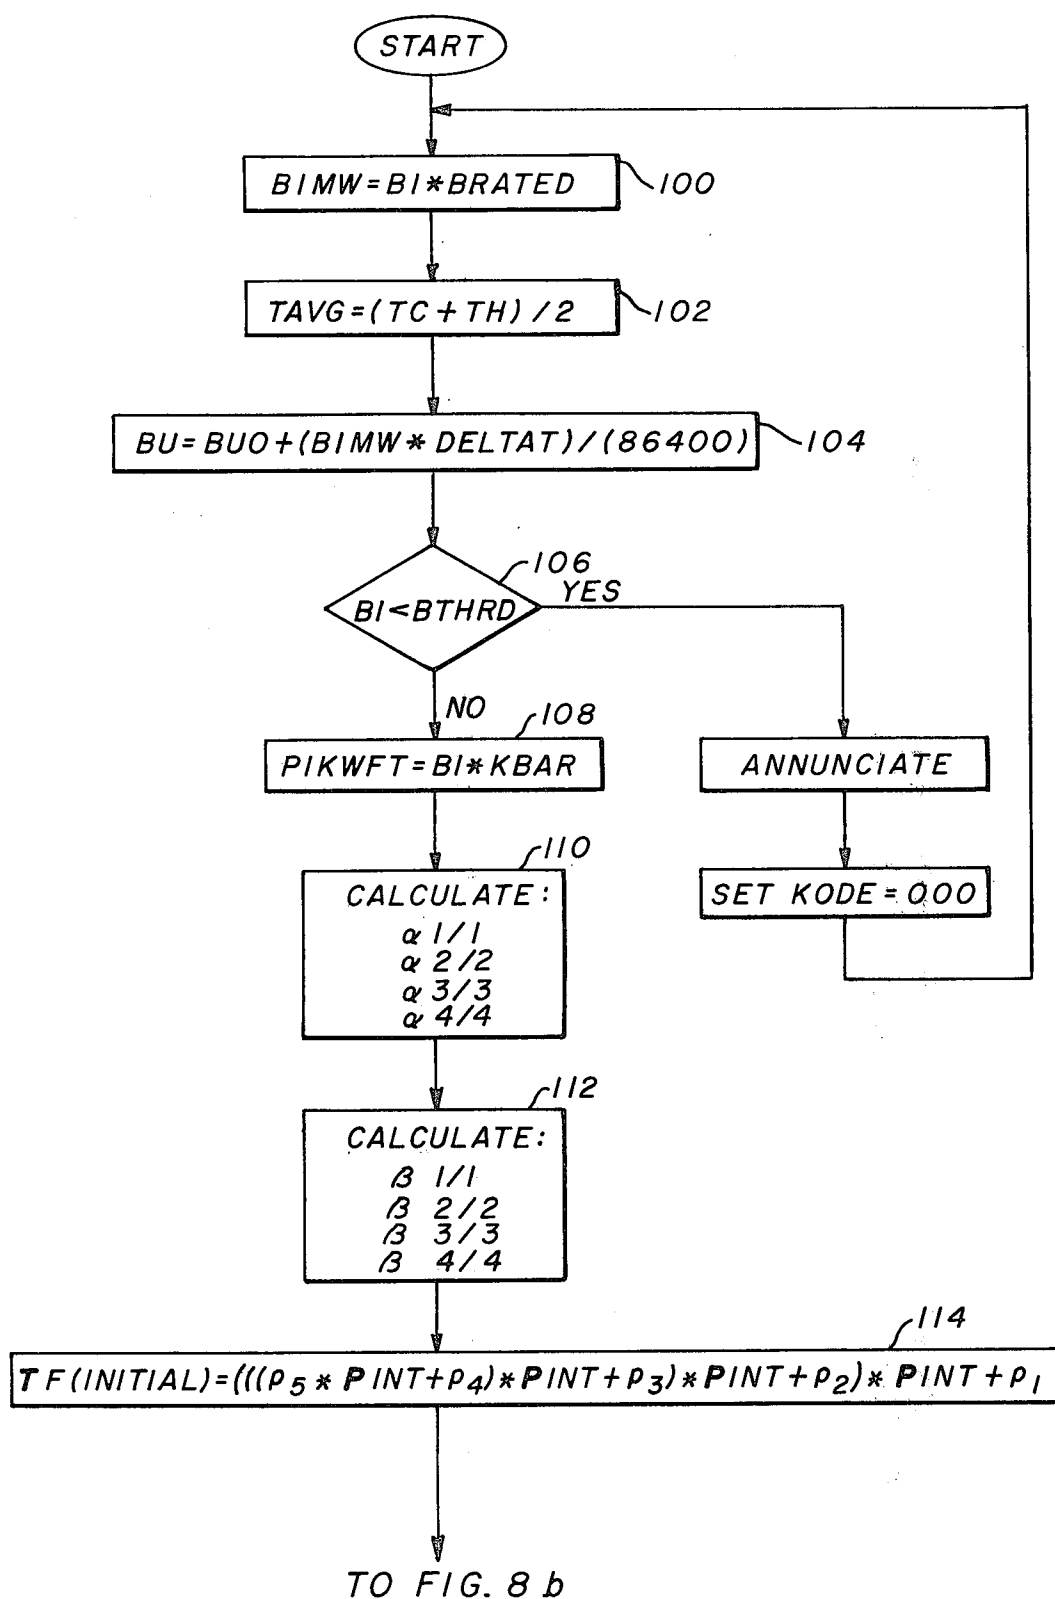 START
BIMW=BI*BRATED
100
TAVG=(TC+TH)/2
102
BU=BUO+(BIMW*DELTAT)/(86400)
104
106
BI<BTHRD
YES
NO
108
PIKWFT=BI*KBAR
ANNUNCIATE
110
CALCULATE:
α 1/1
α 2/2
α 3/3
α 4/4
SET KODE=000
112
CALCULATE:
β 1/1
β 2/2
β 3/3
β 4/4
114
TF(INITIAL)=(((ρ5*PINT+ρ4)*PINT+ρ3)*PINT+ρ2)*PINT+ρ1
TO FIG. 8b